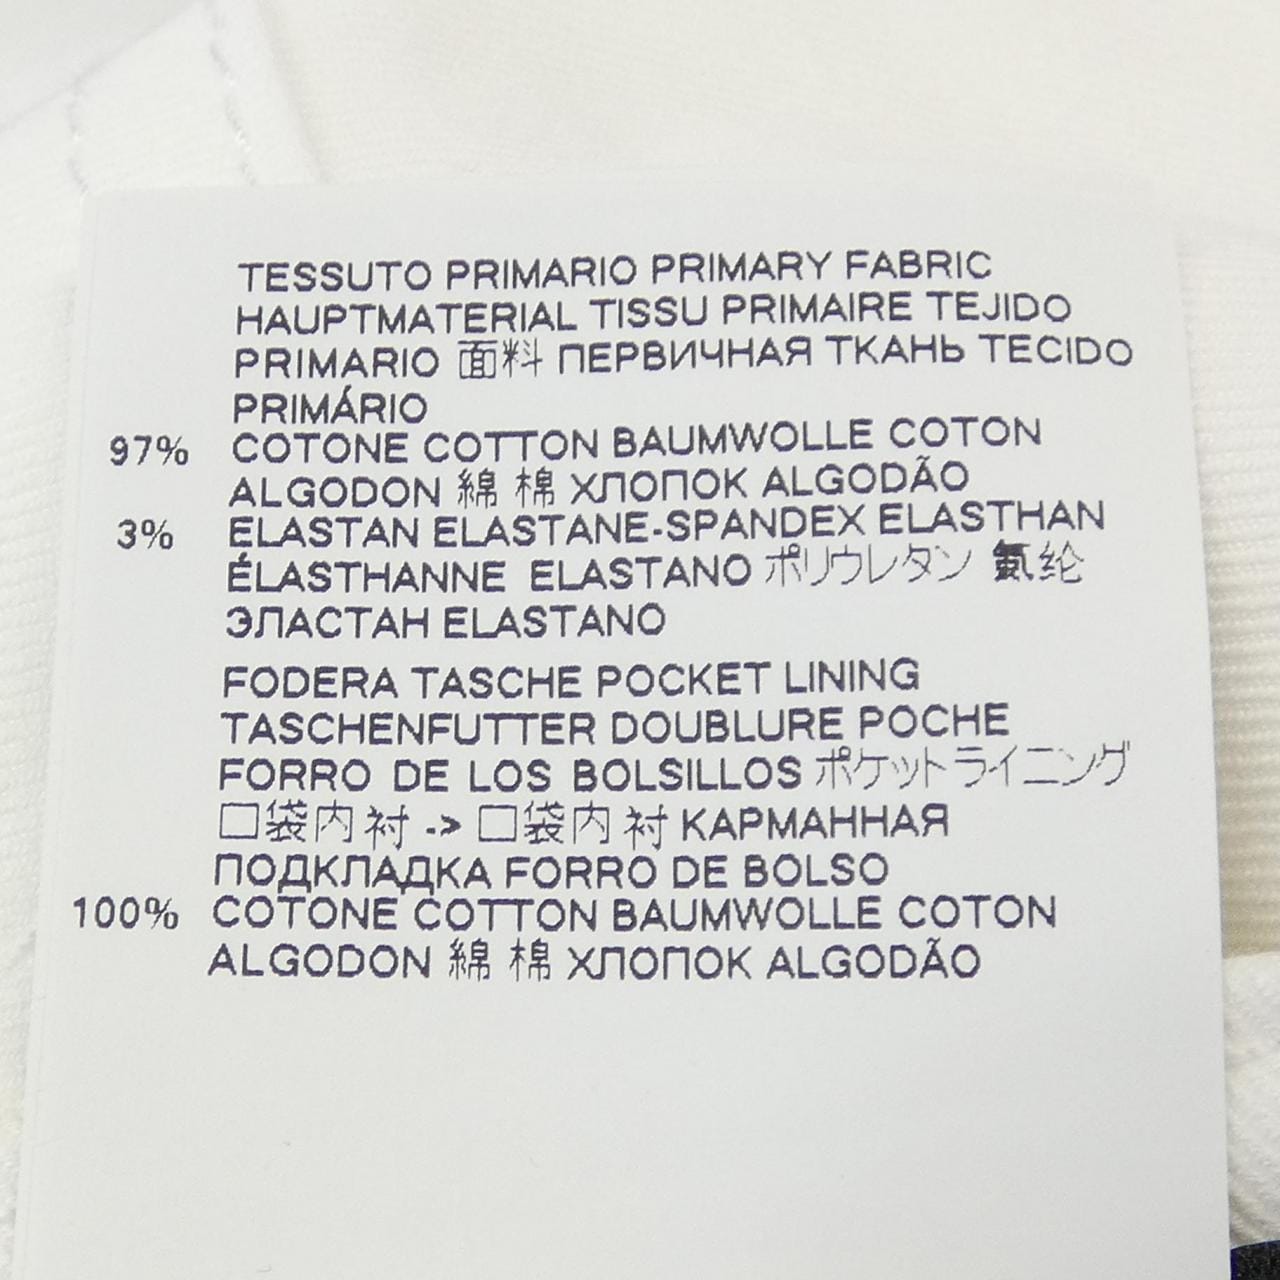 TESSUTO PRIMARIO PRIMARY FABRIC
HAUPTMATERIAL TISSU PRIMAIRE TEJIDO
PRIMARIO 面料 ПЕРВИЧНАЯ ТКАНЬ TECIDO
PRIMÁRIO
97% COTONE COTTON BAUMWOLLE COTON
ALGODON 綿 棉 ХЛОПОК ALGODÃO
3% ELASTAN ELASTANE-SPANDEX ELASTHAN
ÉLASTHANNE ELASTANO ポリウレタン 氨纶
ЭЛАСТАН ELASTANO
FODERA TASCHE POCKET LINING
TASCHENFUTTER DOUBLURE POCHE
FORRO DE LOS BOLSILLOS ポケットライニング
口袋内衬 -> 口袋内衬 КАРМАННАЯ
ПОДКЛАДКА FORRO DE BOLSO
100% COTONE COTTON BAUMWOLLE COTON
ALGODON 綿 棉 ХЛОПОК ALGODÃO